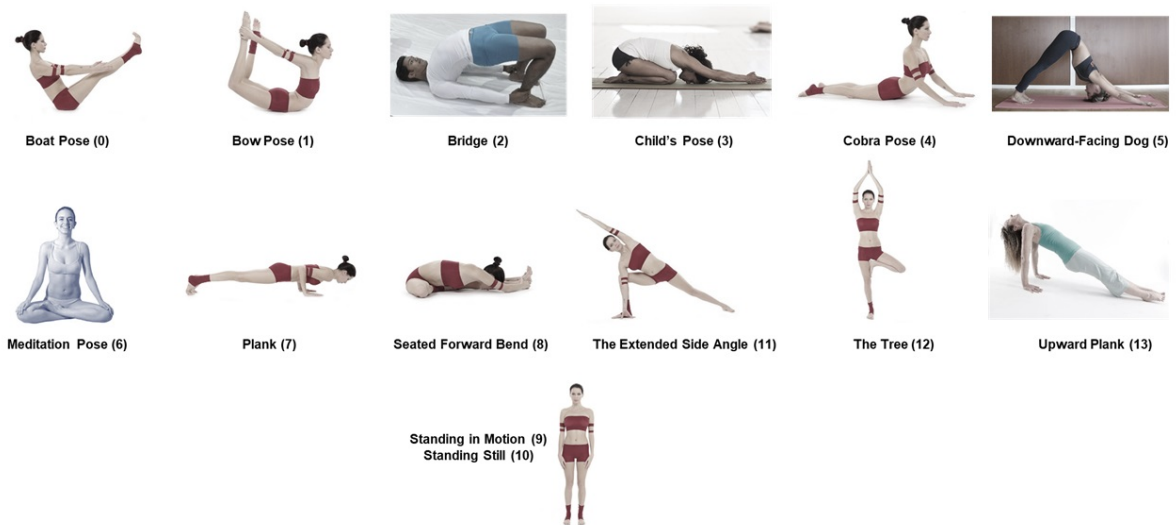 Boat Pose (0)
Bow Pose (1)
Bridge (2)
Child's Pose (3)
Cobra Pose (4)
Downward-Facing Dog (5)
Meditation Pose (6)
Plank (7)
Seated Forward Bend (8)
The Extended Side Angle (11)
The Tree (12)
Upward Plank (13)
Standing in Motion (9)
Standing Still (10)